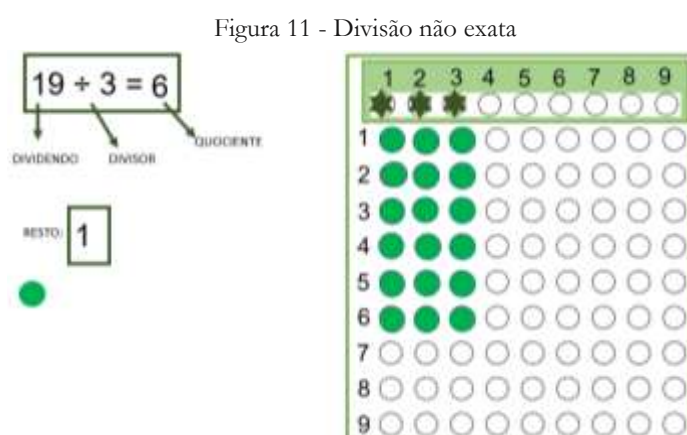 Figura 11 - Divisão não exata
19 ÷ 3 = 6
DIVIDENDO DIVISOR QUOCIENTE
RESTO: 1
1 2 3 4 5 6 7 8 9
1
2
3
4
5
6
7
8
9